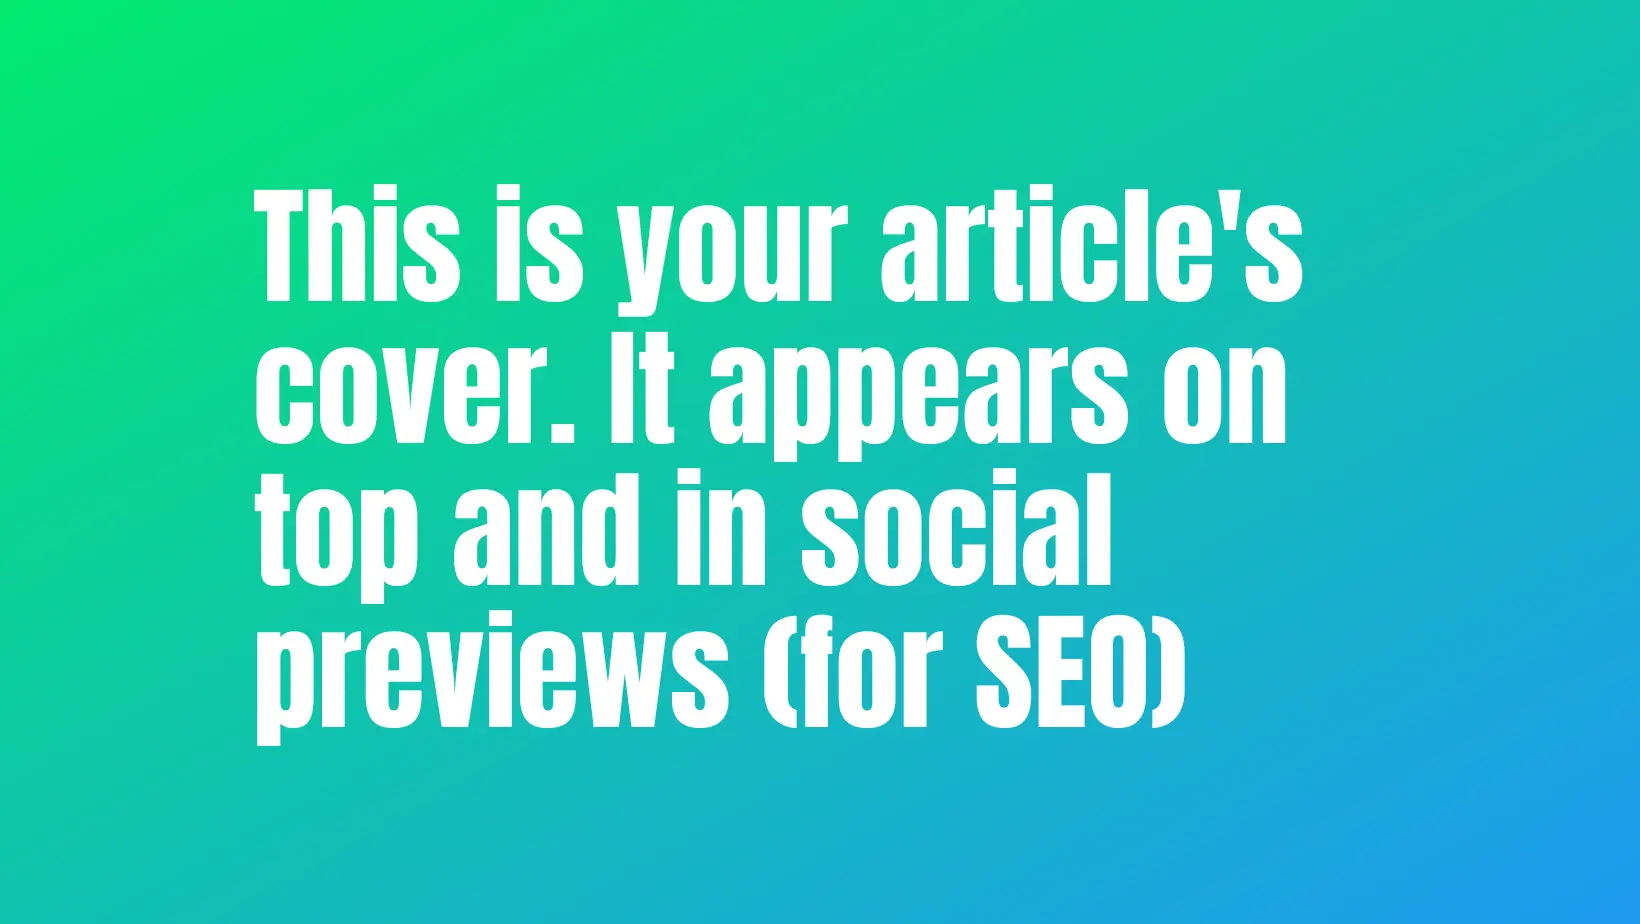 This is your article's
cover. It appears on
top and in social
previews (for SEO)